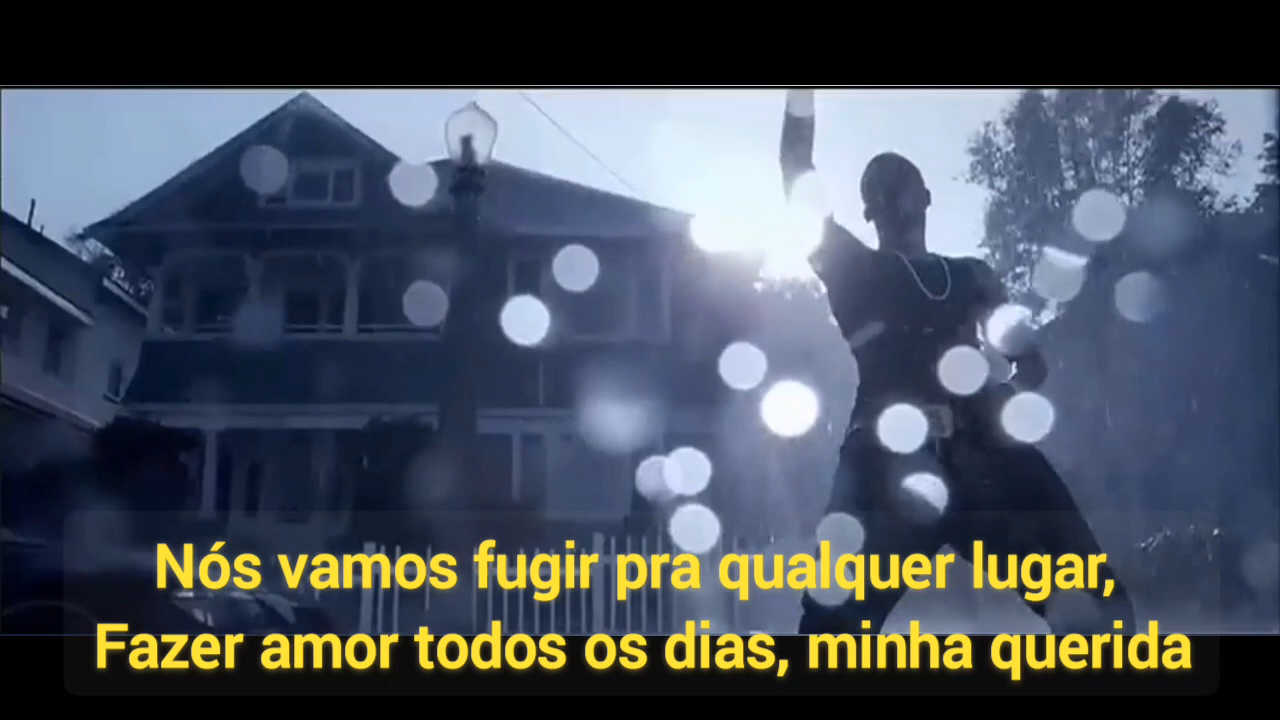 Nós vamos fugir pra qualquer lugar,
Fazer amor todos os dias, minha querida